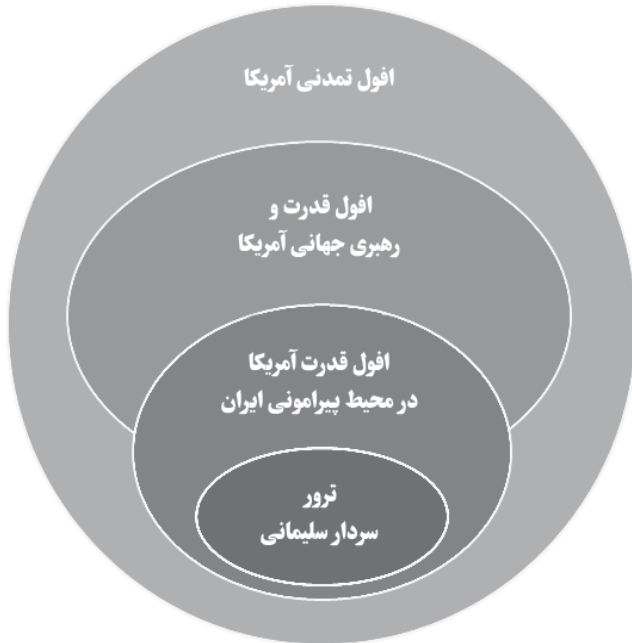 افول تمدنی آمریکا
افول قدرت و
رهبری جهانی آمریکا
افول قدرت آمریکا
در محیط پیرامونی ایران
ترور
سردار سلیمانی